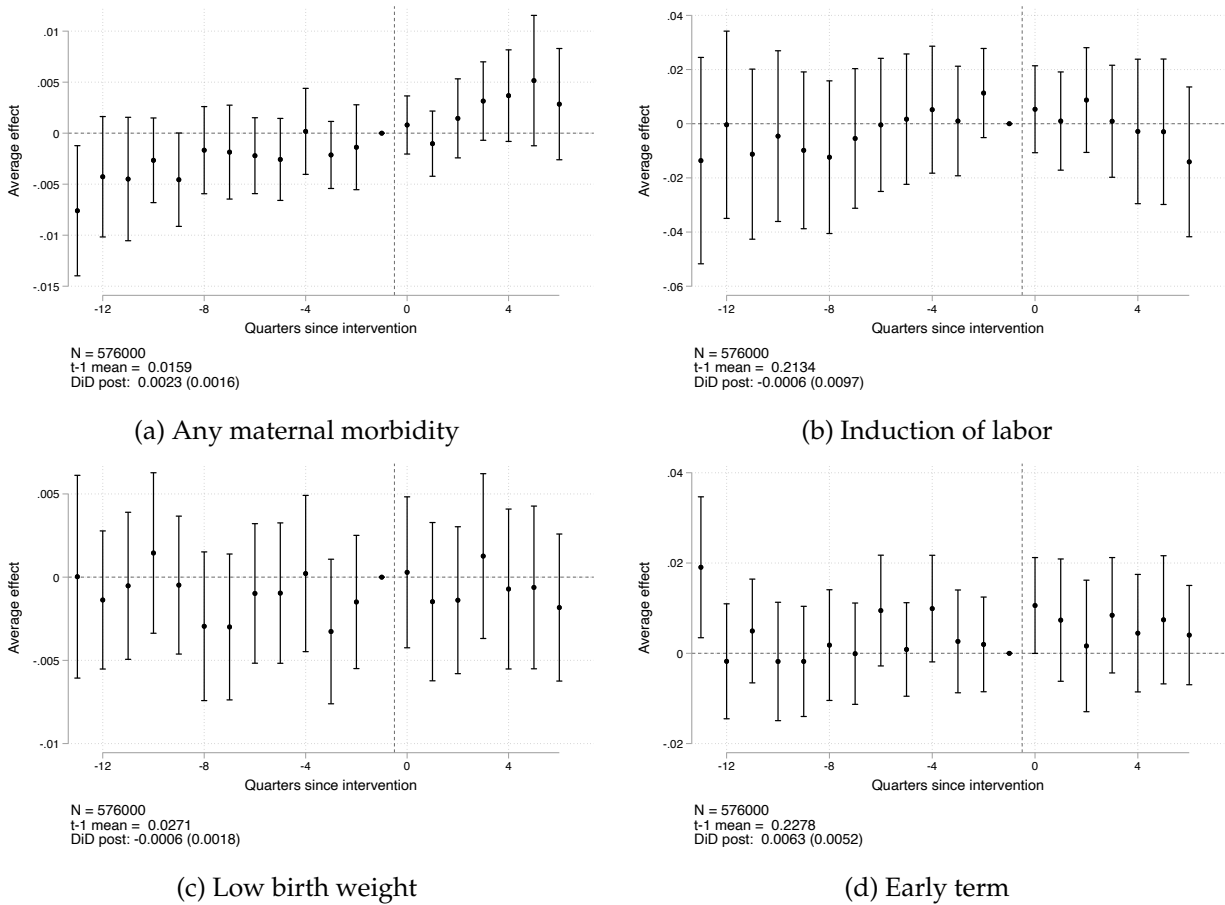 .01
.005
0
-.005
-.01
-.015
Average effect
-12
-8
-4
0
4
Quarters since intervention
N = 576000
t-1 mean = 0.0159
DiD post: 0.0023 (0.0016)
(a) Any maternal morbidity
.04
.02
0
-.02
-.04
-.06
Average effect
-12
-8
-4
0
4
Quarters since intervention
N = 576000
t-1 mean = 0.2134
DiD post: -0.0006 (0.0097)
(b) Induction of labor
.005
0
-.005
-.01
Average effect
-12
-8
-4
0
4
Quarters since intervention
N = 576000
t-1 mean = 0.0271
DiD post: -0.0006 (0.0018)
(c) Low birth weight
.04
.02
0
-.02
Average effect
-12
-8
-4
0
4
Quarters since intervention
N = 576000
t-1 mean = 0.2278
DiD post: 0.0063 (0.0052)
(d) Early term